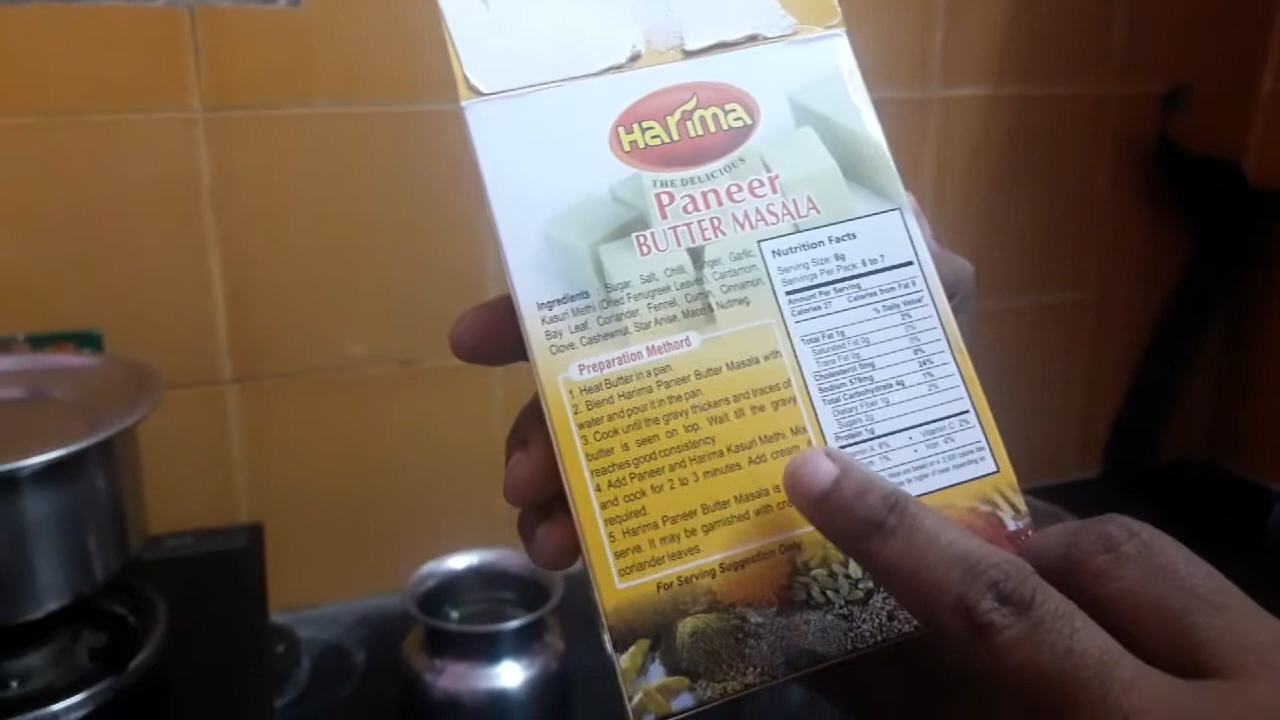 Harima
THE DELICIOUS
Paneer
BUTTER MASALA
Ingredients : Sugar, Salt, Chilli, Ginger, Garlic,
Kasuri Methi (Dried Fenugreek Leaves), Cardamom,
Bay Leaf, Coriander, Fennel, Cumin, Cinnamon,
Clove, Cashewnut, Star Anise, Mace & Nutmeg.
Preparation Methord
1. Heat Butter in a pan.
2. Blend Harima Paneer Butter Masala with
water and pour it in the pan.
3. Cook until the gravy thickens and traces of
butter is seen on top. Wait till the gravy
reaches good consistency.
4. Add Paneer and Harima Kasuri Methi. Mix
and cook for 2 to 3 minutes. Add cream
required.
5. Harima Paneer Butter Masala is
serve. It may be garnished with
coriander leaves.
For Serving Suggestion Only
Nutrition Facts
Serving Size: 8g
Servings Per Pack: 6 to 7
Amount Per Serving
Calories 27 Calories from Fat 9
% Daily Value*
Total Fat 1g 2%
Saturated Fat 0g 0%
Trans Fat 0g
Cholesterol 0mg 0%
Sodium 578mg 24%
Total Carbohydrate 4g 1%
Dietary Fiber 1g 2%
Sugars 2g
Protein 1g
A 6% • Vitamin C 2%
1% • Iron 4%